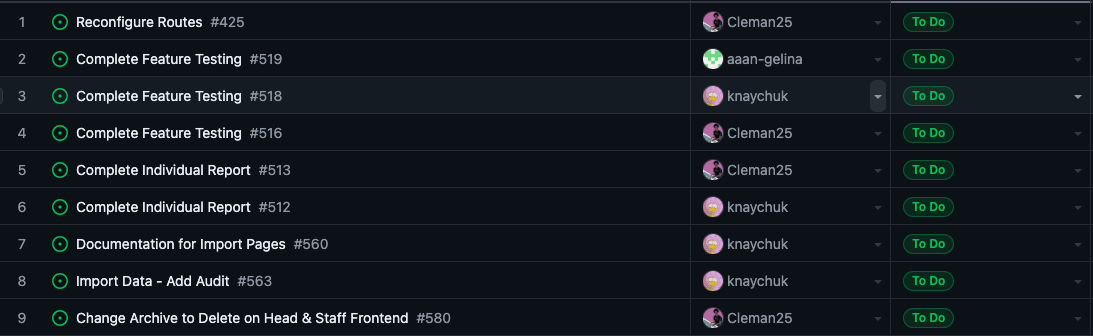 1 Reconfigure Routes #425 Cleman25 To Do
2 Complete Feature Testing #519 aaan-gelina To Do
3 Complete Feature Testing #518 knaychuk To Do
4 Complete Feature Testing #516 Cleman25 To Do
5 Complete Individual Report #513 Cleman25 To Do
6 Complete Individual Report #512 knaychuk To Do
7 Documentation for Import Pages #560 knaychuk To Do
8 Import Data - Add Audit #563 knaychuk To Do
9 Change Archive to Delete on Head & Staff Frontend #580 Cleman25 To Do